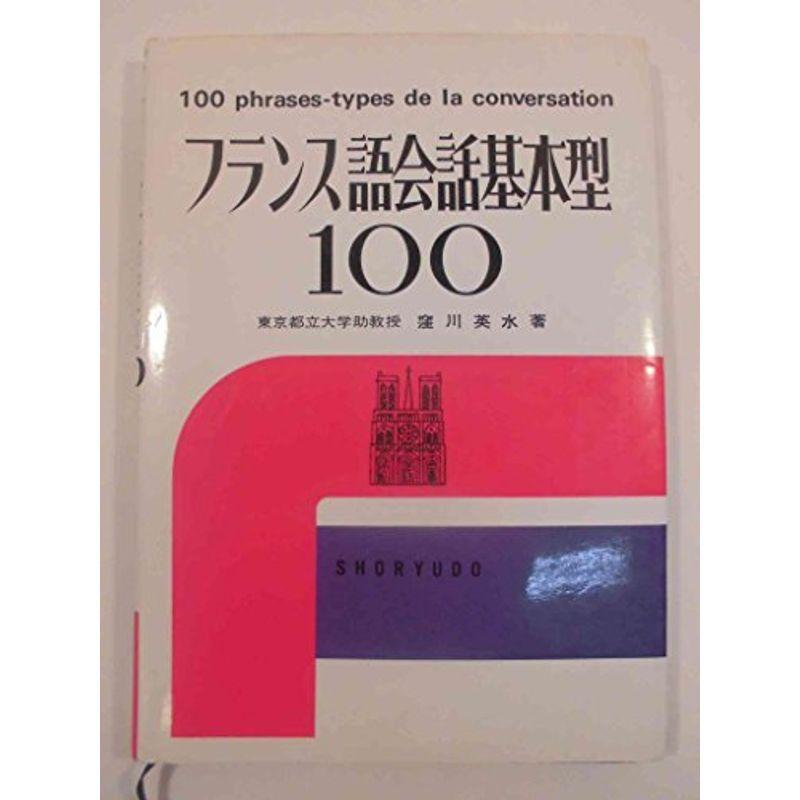 100 phrases-types de la conversation
フランス語会話基本型
100
東京都立大学助教授 窪川英水著
SHORYUDO